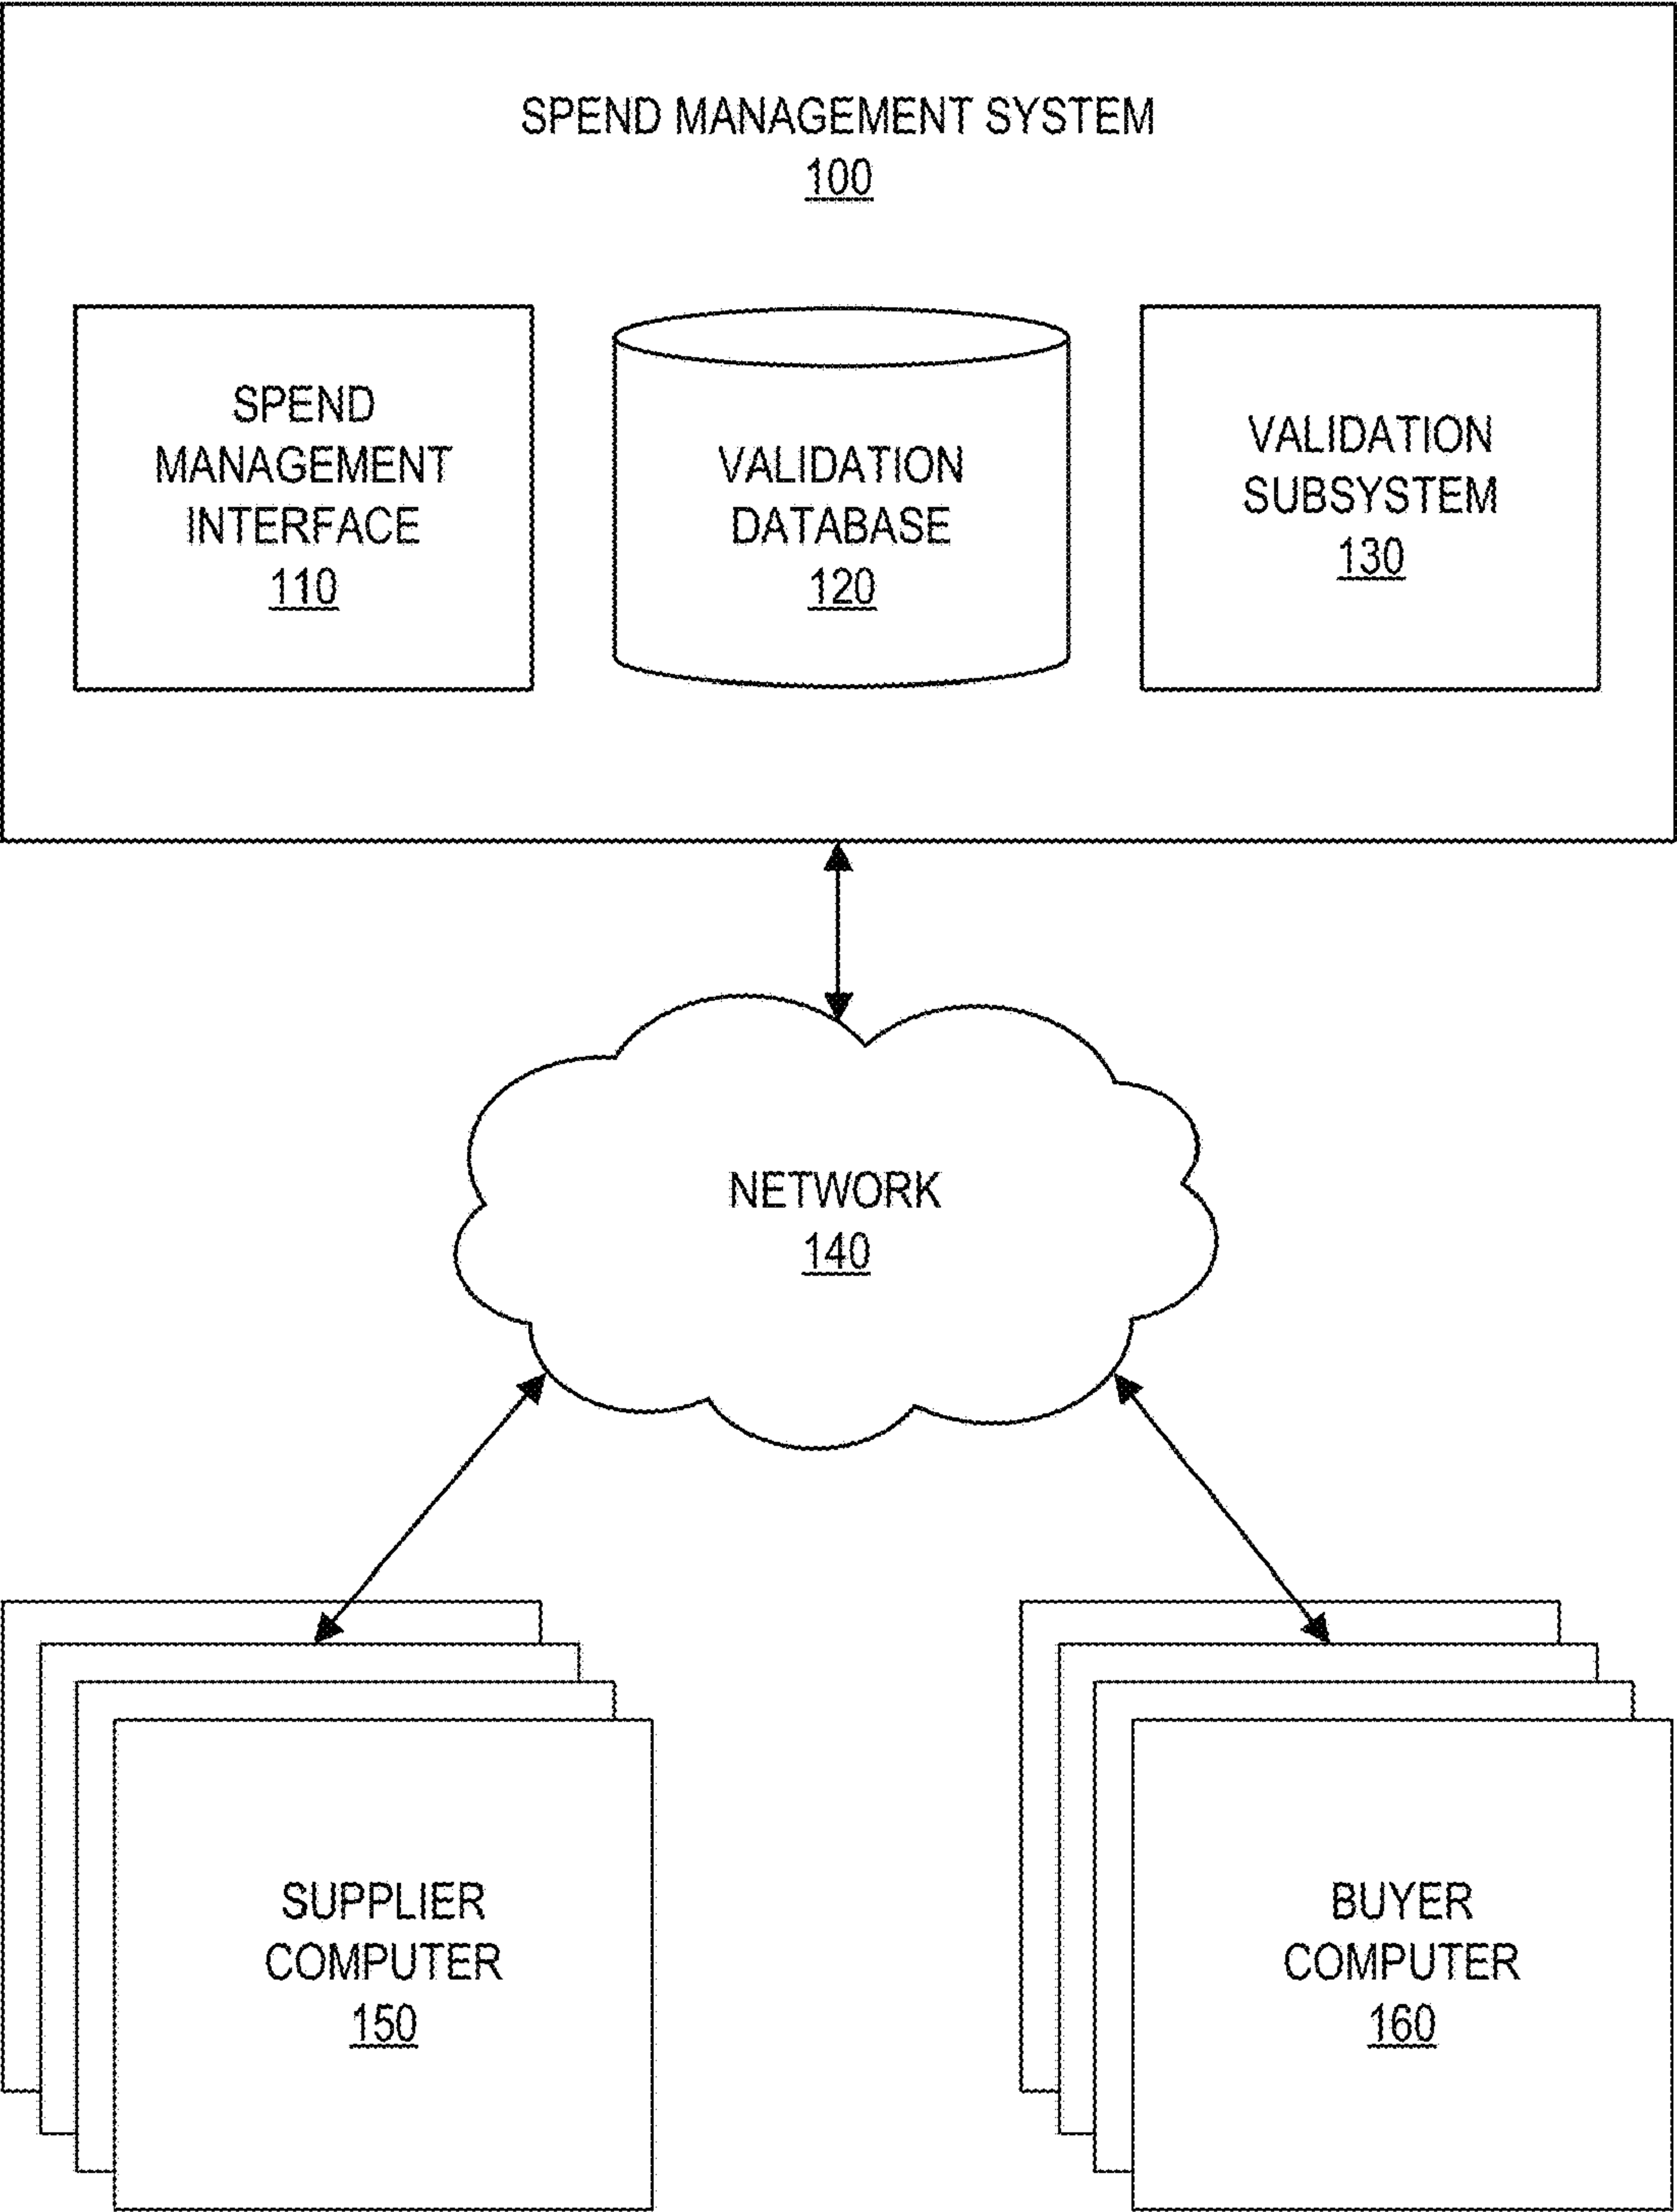 SPEND MANAGEMENT SYSTEM
100
SPEND
MANAGEMENT
INTERFACE
110
VALIDATION
DATABASE
120
VALIDATION
SUBSYSTEM
130
NETWORK
140
SUPPLIER
COMPUTER
150
BUYER
COMPUTER
160